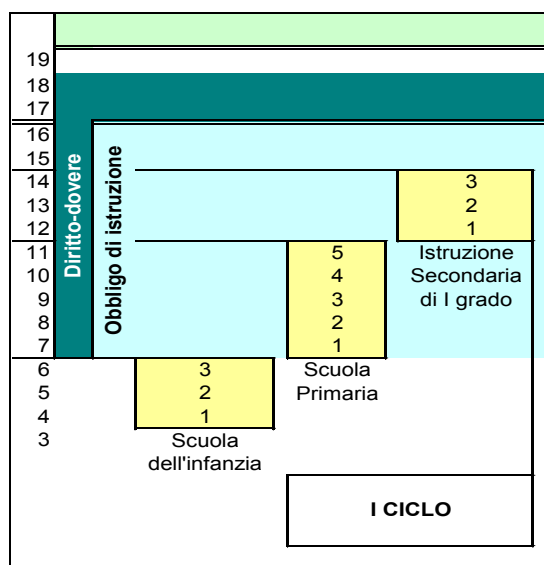 19
18
17
16
15
14
13
12
11
10
9
8
7
6
5
4
3
Diritto-dovere
Obbligo di istruzione
3
2
1
Istruzione
Secondaria
di I grado
5
4
3
2
1
Scuola
Primaria
3
2
1
Scuola
dell'infanzia
I CICLO